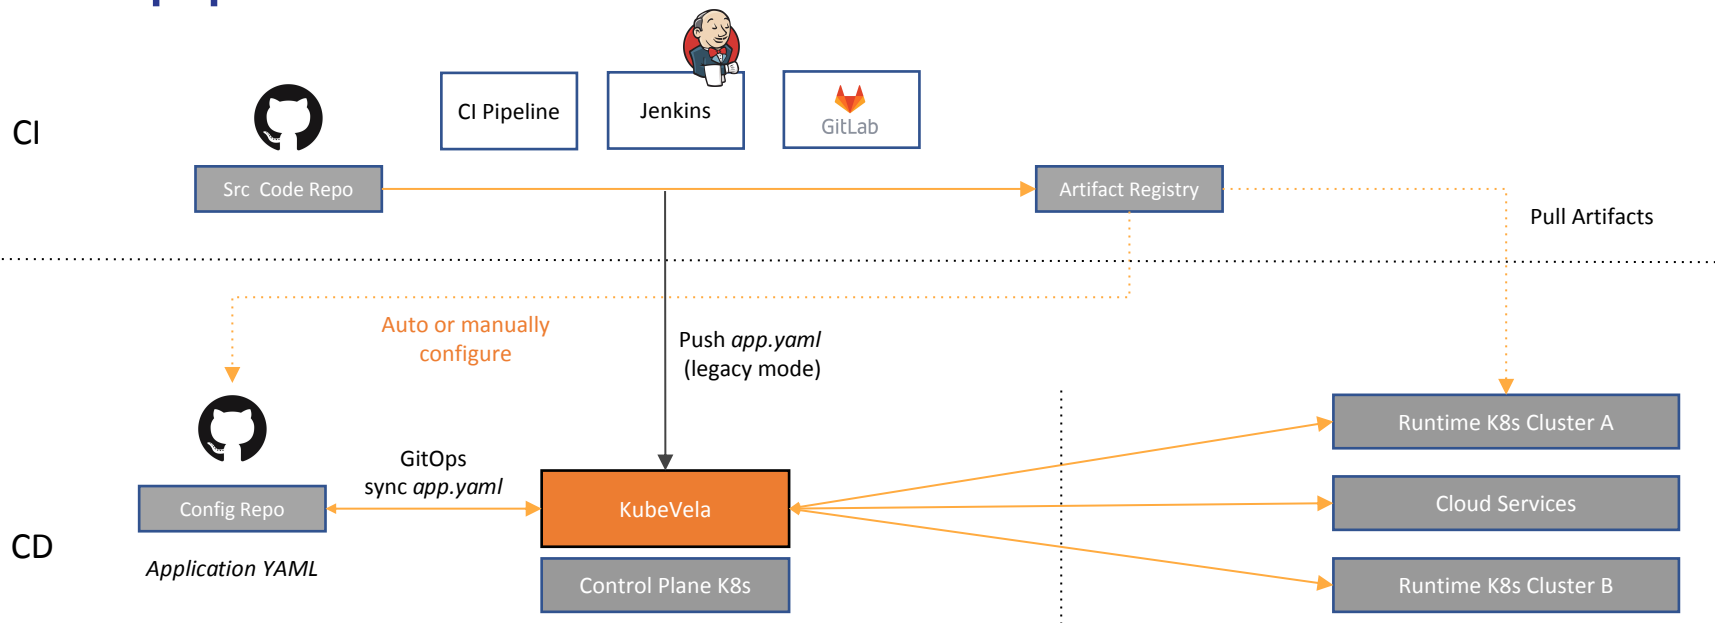 CI
CI Pipeline
Jenkins
GitLab
Src Code Repo
Artifact Registry
Pull Artifacts
Auto or manually
configure
Push app.yaml
(legacy mode)
GitOps
sync app.yaml
Config Repo
Application YAML
CD
KubeVela
Control Plane K8s
Runtime K8s Cluster A
Cloud Services
Runtime K8s Cluster B